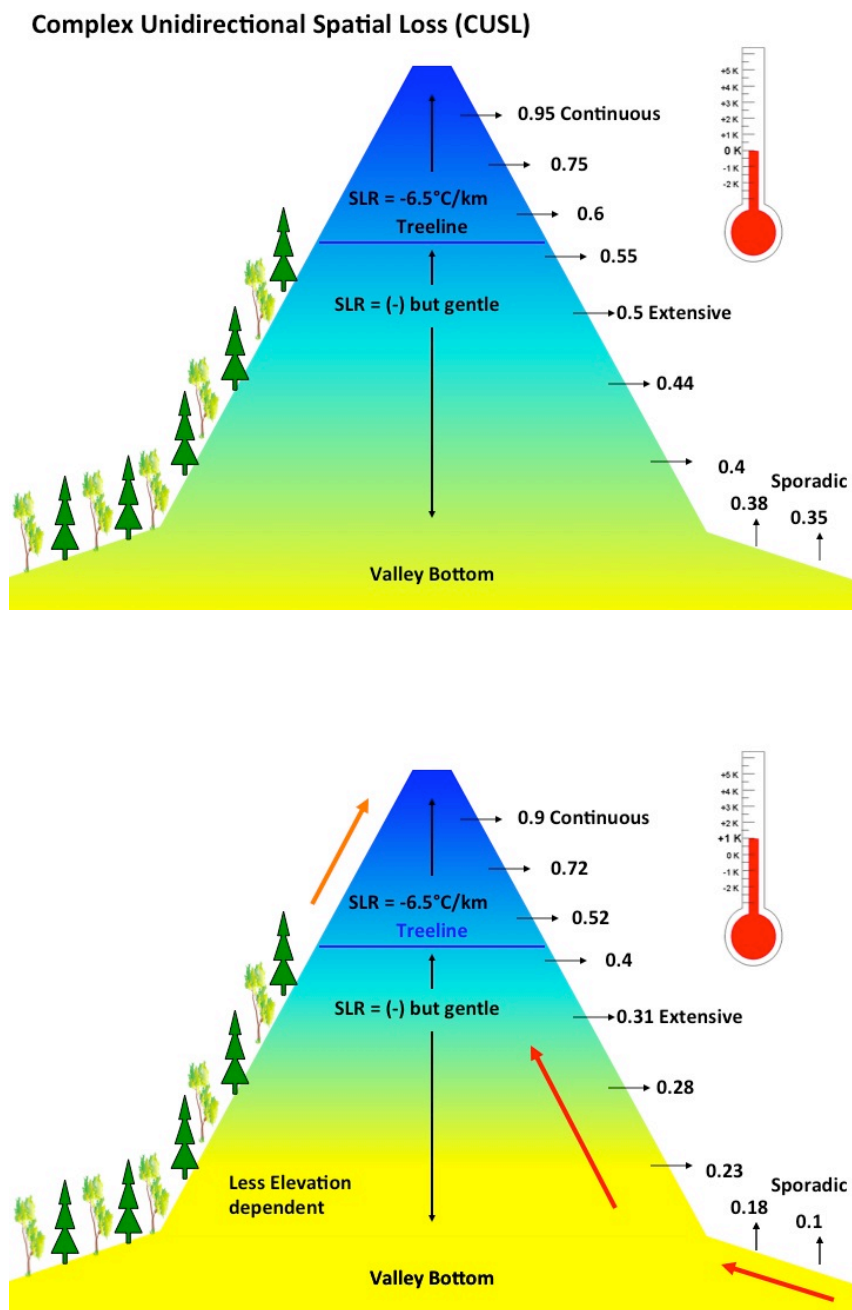 Complex Unidirectional Spatial Loss (CUSL)
+5 K
+4 K
+3 K
+2 K
+1 K
0 K
-1 K
-2 K
0.95 Continuous
0.75
SLR = -6.5°C/km
0.6
Treeline
0.55
SLR = (-) but gentle
0.5 Extensive
0.44
0.4
Sporadic
0.38
0.35
Valley Bottom
+5 K
+4 K
+3 K
+2 K
+1 K
0 K
-1 K
-2 K
0.9 Continuous
0.72
SLR = -6.5°C/km
0.52
Treeline
0.4
SLR = (-) but gentle
0.31 Extensive
0.28
0.23
Less Elevation
dependent
Sporadic
0.18
0.1
Valley Bottom